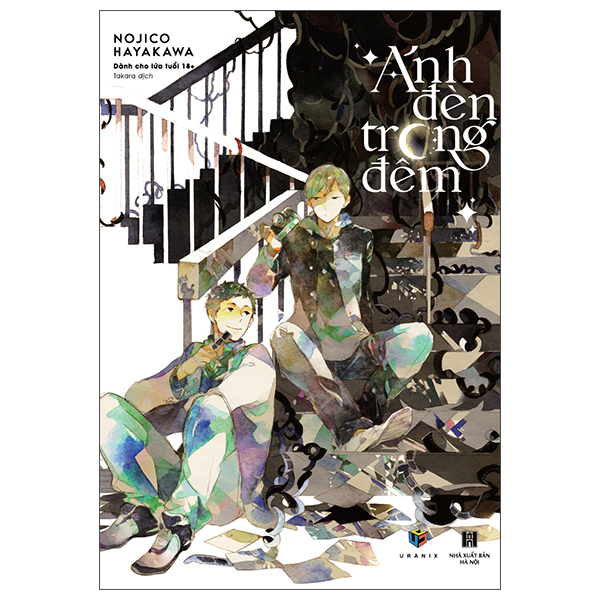 NOJICO
HAYAKAWA
Dành cho lứa tuổi 18+
Takara dịch
Ánh
đèn
trong
đêm
URANIX
NHÀ XUẤT BẢN
HÀ NỘI